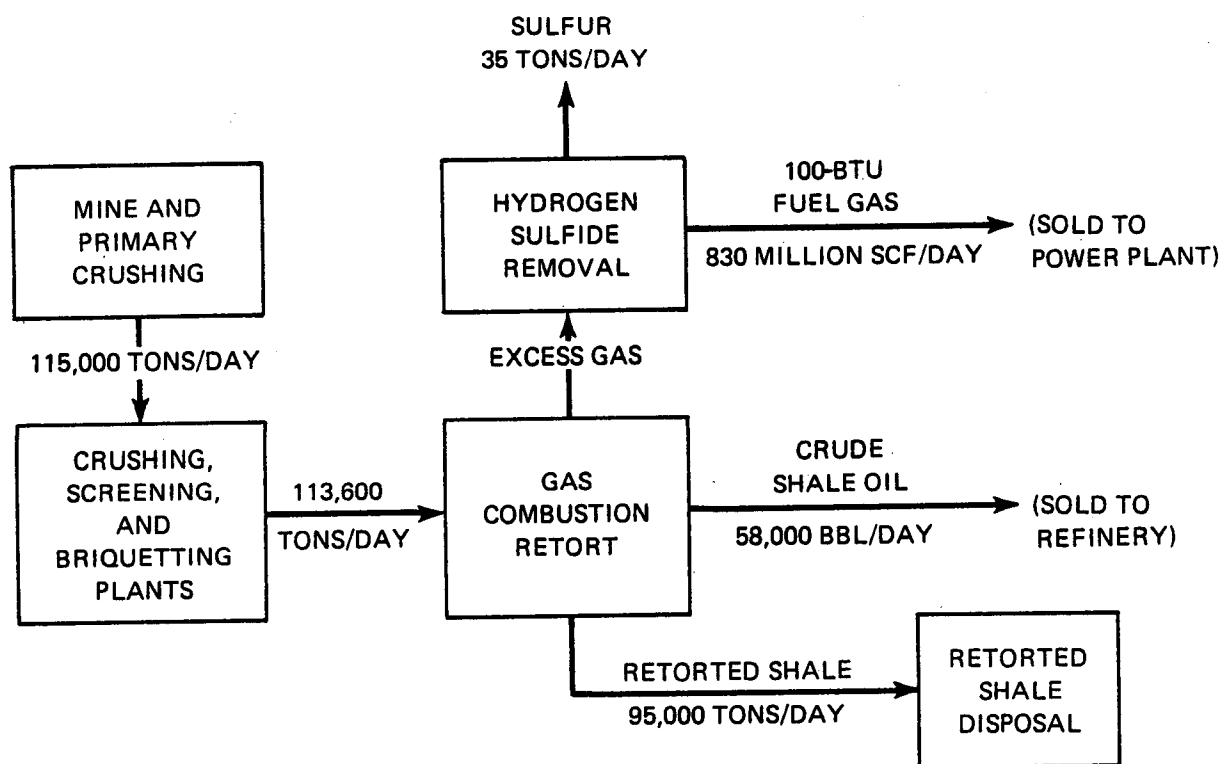 SULFUR
35 TONS/DAY
MINE AND
PRIMARY
CRUSHING
HYDROGEN
SULFIDE
REMOVAL
100-BTU
FUEL GAS
830 MILLION SCF/DAY
(SOLD TO
POWER PLANT)
115,000 TONS/DAY
EXCESS GAS
CRUSHING,
SCREENING,
AND
BRIQUETTING
PLANTS
113,600
TONS/DAY
GAS
COMBUSTION
RETORT
CRUDE
SHALE OIL
58,000 BBL/DAY
(SOLD TO
REFINERY)
RETORTED SHALE
95,000 TONS/DAY
RETORTED
SHALE
DISPOSAL